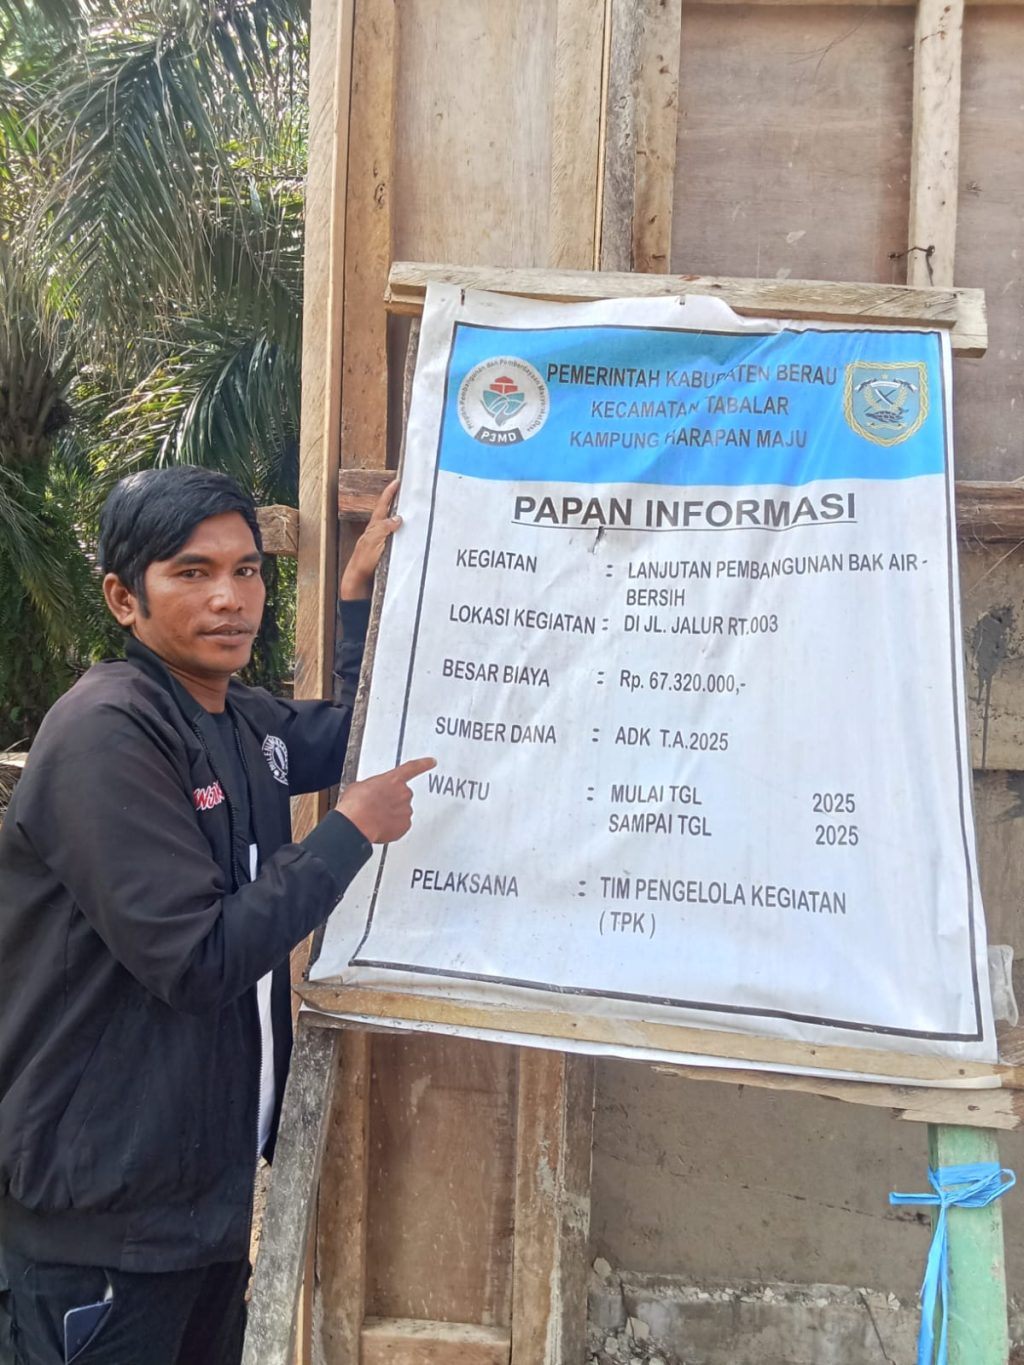 PEMERINTAH KABUPATEN BERAU
KECAMATAN TABALAR
KAMPUNG HARAPAN MAJU
P3MD
PAPAN INFORMASI
KEGIATAN : LANJUTAN PEMBANGUNAN BAK AIR -
BERSIH
LOKASI KEGIATAN : DI JL. JALUR RT.003
BESAR BIAYA : Rp. 67.320.000,-
SUMBER DANA : ADK T.A.2025
WAKTU : MULAI TGL 2025
SAMPAI TGL 2025
PELAKSANA : TIM PENGELOLA KEGIATAN
( TPK )